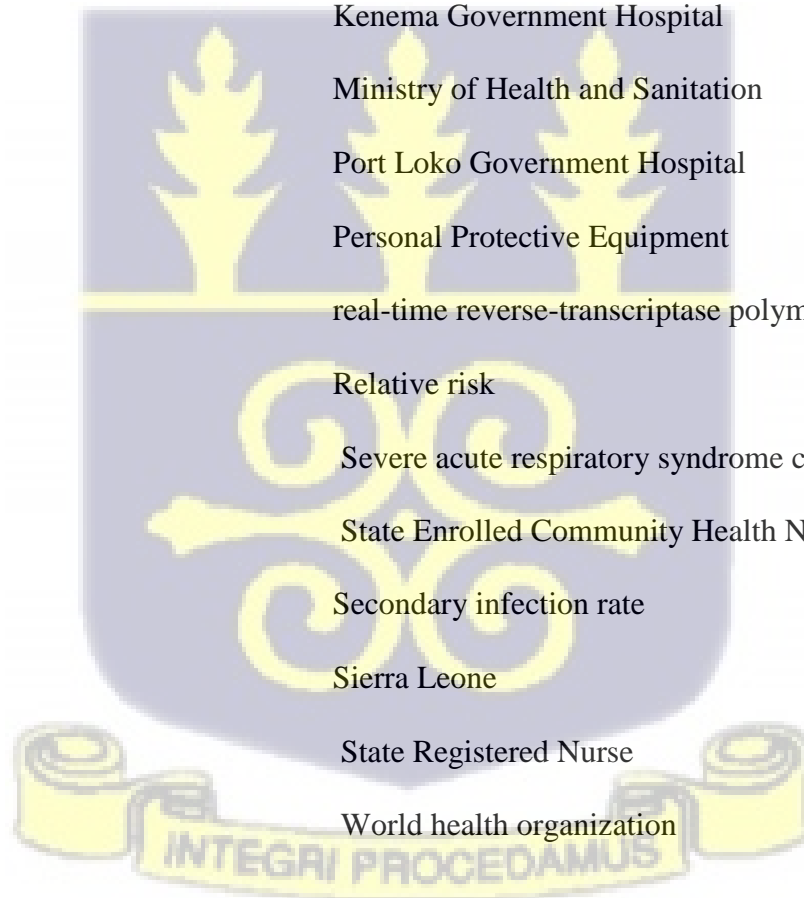 Kenema Government Hospital
Ministry of Health and Sanitation
Port Loko Government Hospital
Personal Protective Equipment
real-time reverse-transcriptase
Relative risk
Severe acute respiratory syndrome
State Enrolled Community Health
Secondary infection rate
Sierra Leone
State Registered Nurse
World health organization
INTEGRI PROCEDAMUS